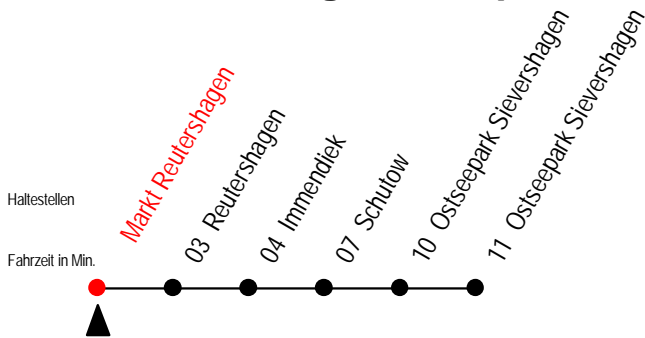 Markt Reutershagen
03 Reutershagen
04 Immendiek
07 Schutow
10 Ostseepark Sievershagen
11 Ostseepark Sievershagen
Haltestellen
Fahrzeit in Min.